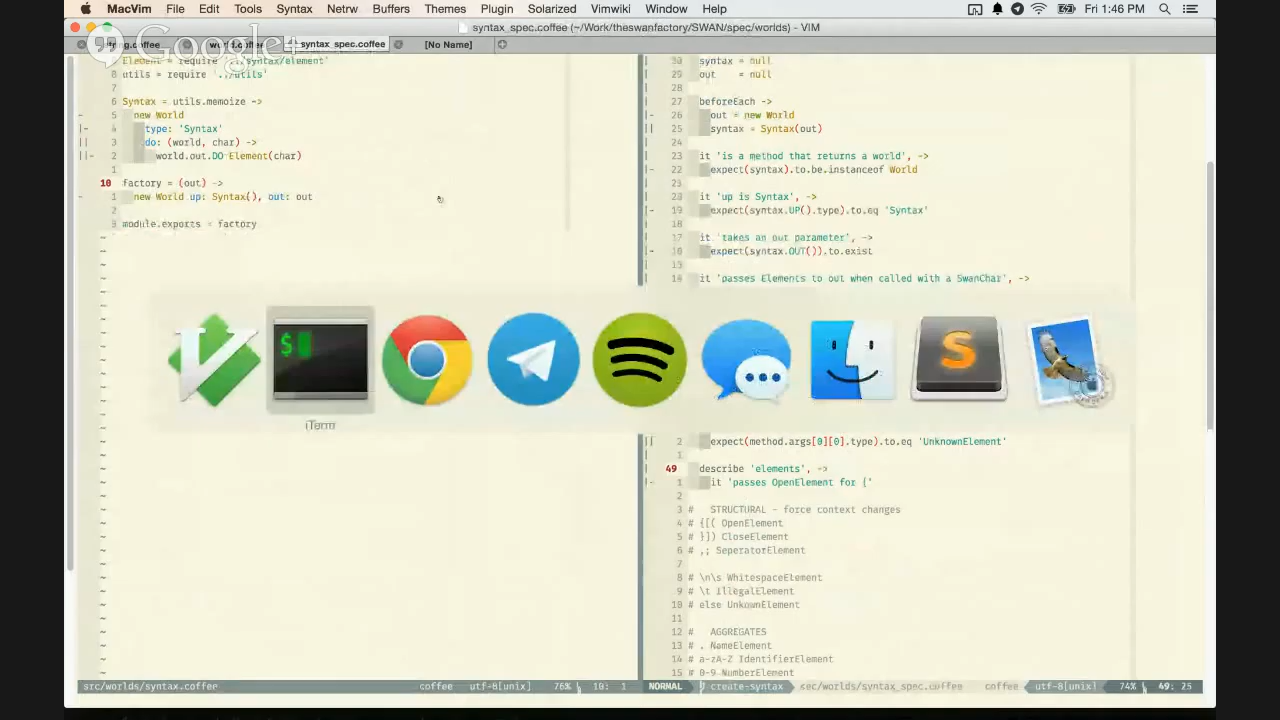 MacVim File Edit Tools Syntax Netrw Buffers Themes Plugin Solarized Vimwiki Window Help Fri 1:46 PM
syntax_spec.coffee (~/Work/theswanfactory/SWAN/spec/worlds) - VIM
Google+
world.coffee syntax_spec.coffee [No Name]
Element = require './syntax/element'
8 utils = require '../utils'
7
6 Syntax = utils.memoize ->
5 new World
4 type: 'Syntax'
3 do: (world, char) ->
2 world.out.DO Element(char)
1
10 factory = (out) ->
1 new World up: Syntax(), out: out
2
3 module.exports = factory
30 syntax = null
29 out = null
28
27 beforeEach ->
26 out = new World
25 syntax = Syntax(out)
24
23 it 'is a method that returns a world', ->
22 expect(syntax).to.be.instanceof World
21
20 it 'up is Syntax', ->
19 expect(syntax.UP().type).to.eq 'Syntax'
18
17 it 'takes an out parameter', ->
16 expect(syntax.OUT()).to.exist
15
14 it 'passes Elements to out when called with a SwanChar', ->
$
S
iTerm
2 expect(method.args[0][0].type).to.eq 'UnknownElement'
1
49 describe 'elements', ->
1 it 'passes OpenElement for {'
2
3 # STRUCTURAL - force context changes
4 # {[( OpenElement
5 # }]) CloseElement
6 # ,; SeperatorElement
7
8 # \n\s WhitespaceElement
9 # \t IllegalElement
10 # else UnkownElement
11
12 # AGGREGATES
13 # . NameElement
14 # a-zA-Z IdentifierElement
15 # 0-9 NumberElement
src/worlds/syntax.coffee coffee utf-8[unix] 76% 10: 1
NORMAL create-syntax spec/worlds/syntax_spec.coffee coffee utf-8[unix] 74% 49: 25